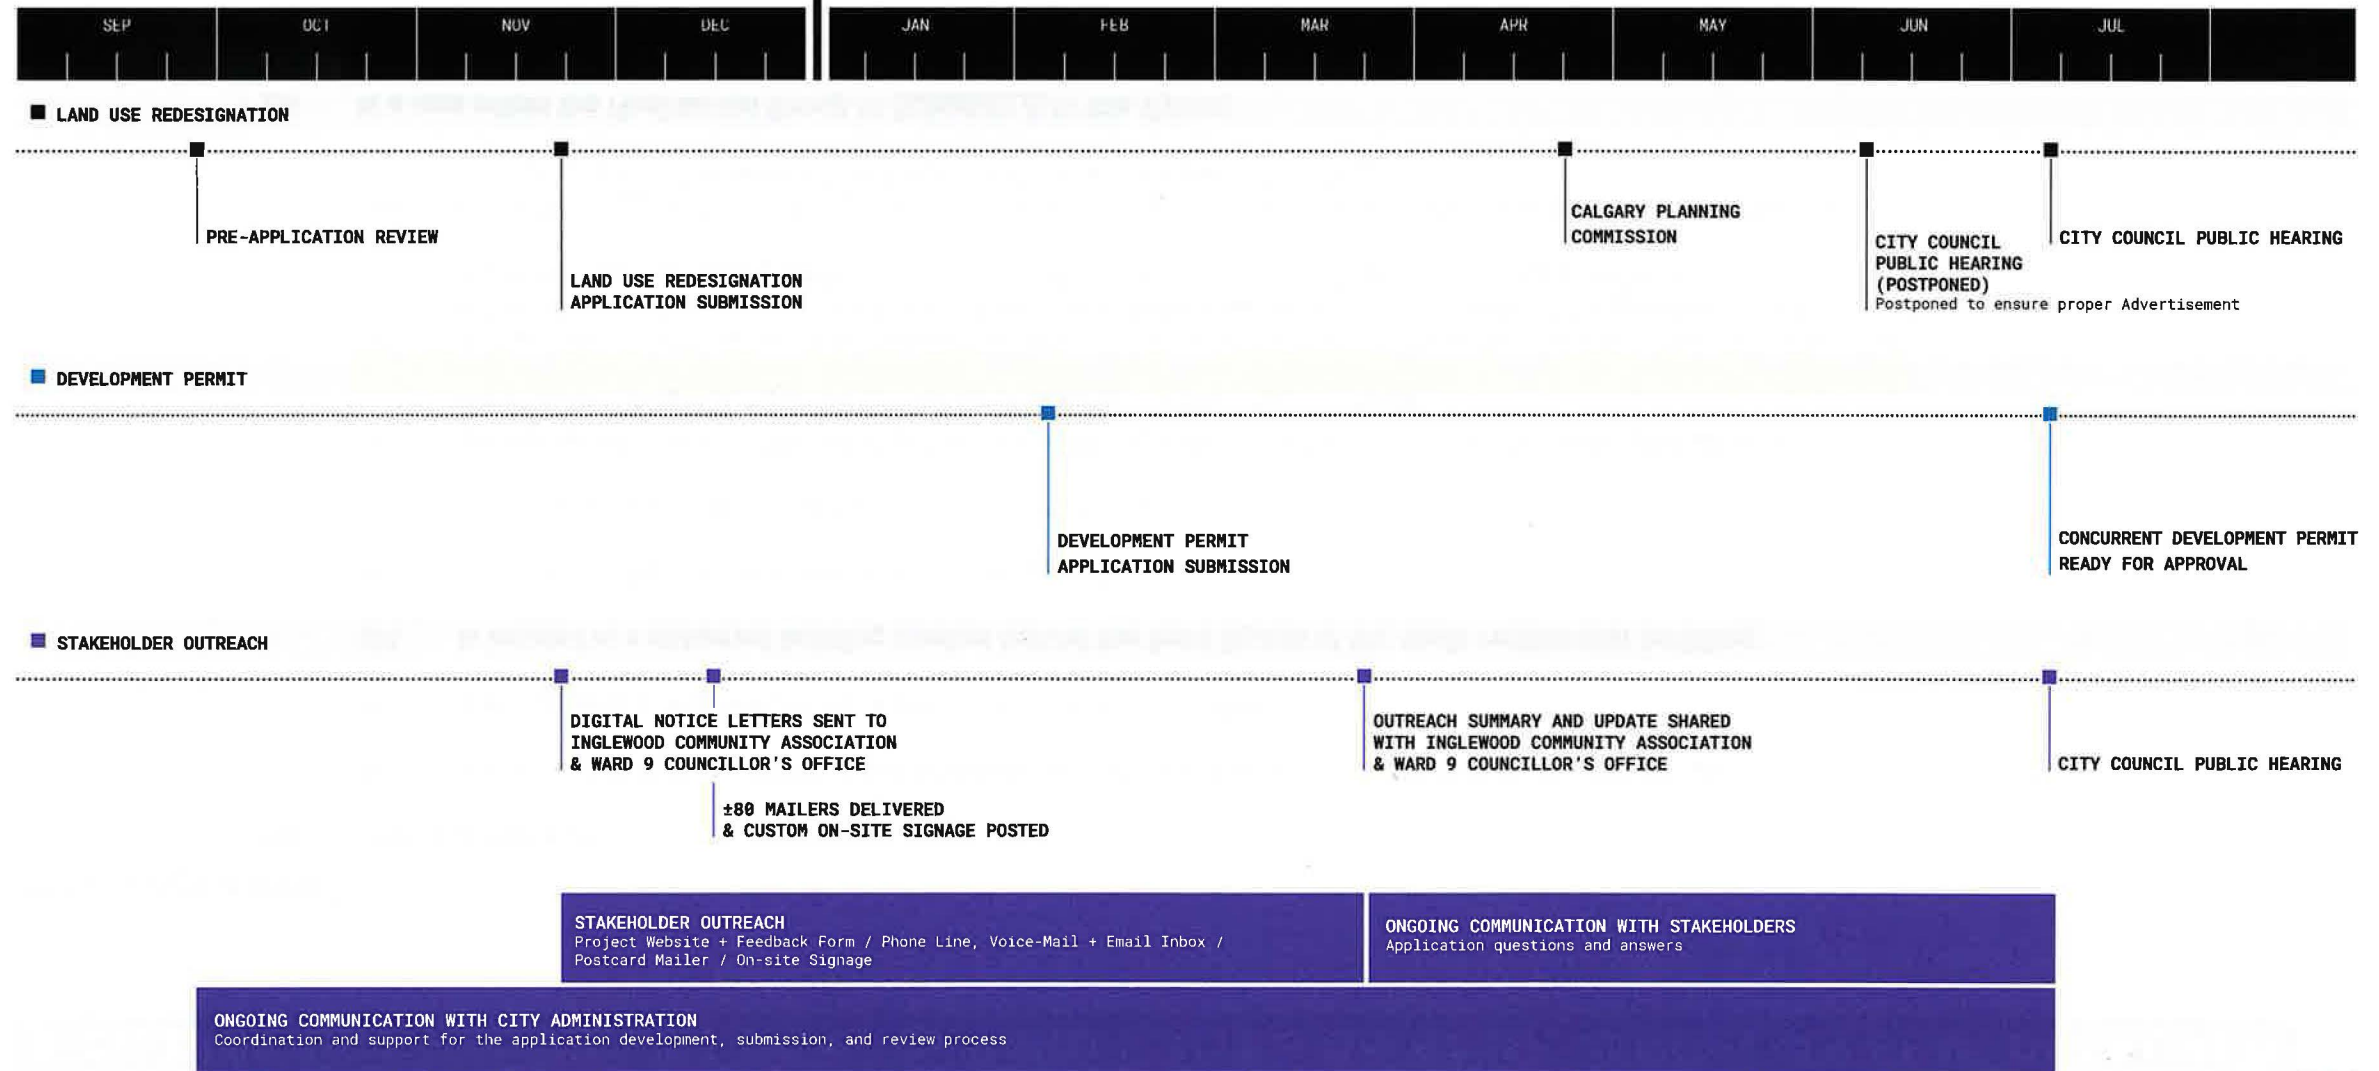 SEP OCT NOV DEC JAN FEB MAR APR MAY JUN JUL
LAND USE REDESIGNATION
PRE-APPLICATION REVIEW
LAND USE REDESIGNATION
APPLICATION SUBMISSION
CALGARY PLANNING
COMMISSION
CITY COUNCIL
PUBLIC HEARING
(POSTPONED)
Postponed to ensure proper Advertisement
CITY COUNCIL PUBLIC HEARING
DEVELOPMENT PERMIT
DEVELOPMENT PERMIT
APPLICATION SUBMISSION
CONCURRENT DEVELOPMENT PERMIT
READY FOR APPROVAL
STAKEHOLDER OUTREACH
DIGITAL NOTICE LETTERS SENT TO
INGLEWOOD COMMUNITY ASSOCIATION
& WARD 9 COUNCILLOR'S OFFICE
±80 MAILERS DELIVERED
& CUSTOM ON-SITE SIGNAGE POSTED
OUTREACH SUMMARY AND UPDATE SHARED
WITH INGLEWOOD COMMUNITY ASSOCIATION
& WARD 9 COUNCILLOR'S OFFICE
CITY COUNCIL PUBLIC HEARING
STAKEHOLDER OUTREACH
Project Website + Feedback Form / Phone Line, Voice-Mail + Email Inbox /
Postcard Mailer / On-site Signage
ONGOING COMMUNICATION WITH STAKEHOLDERS
Application questions and answers
ONGOING COMMUNICATION WITH CITY ADMINISTRATION
Coordination and support for the application development, submission, and review process